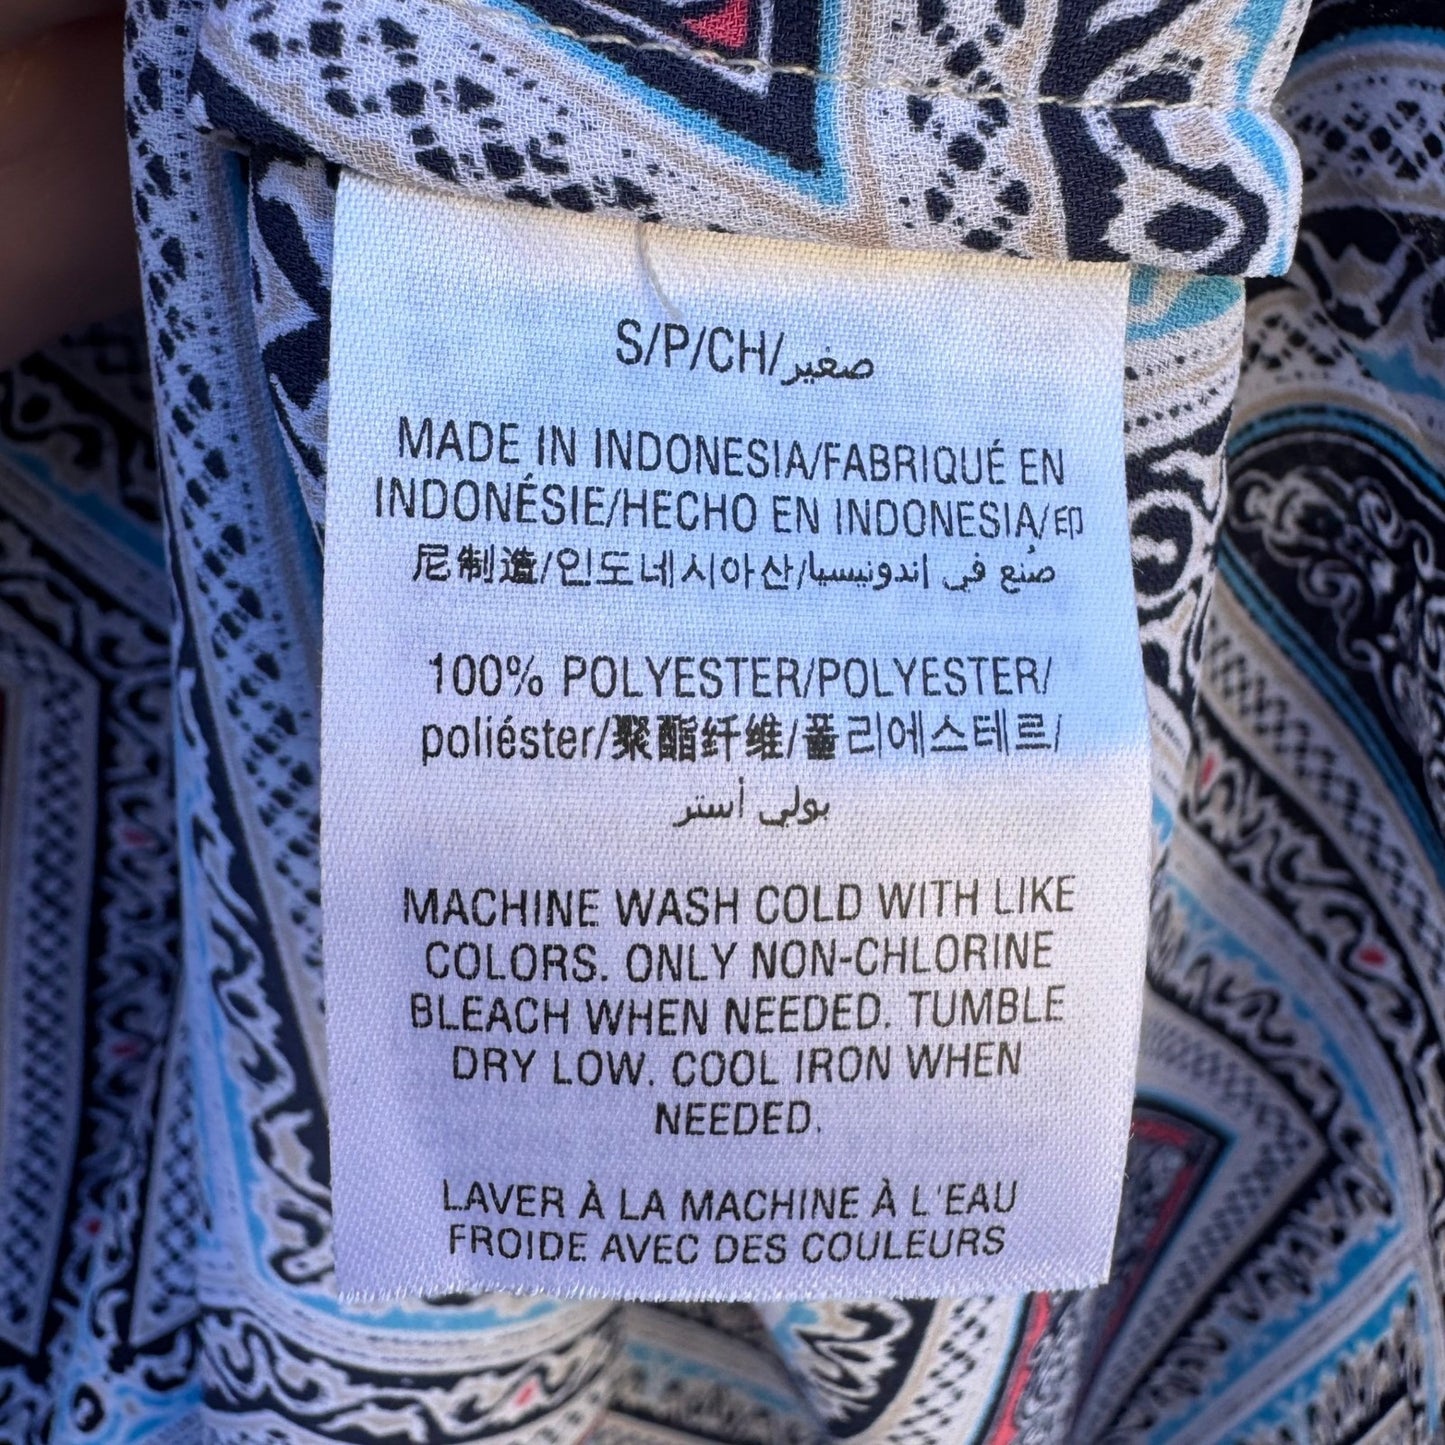 S/P/CH/صغير
MADE IN INDONESIA/FABRIQUÉ EN
INDONÉSIE/HECHO EN INDONESIA/印
尼制造/인도네시아산/صُنع في اندونيسيا
100% POLYESTER/POLYESTER/
poliéster/聚酯纤维/폴리에스테르/
بولي أستر
MACHINE WASH COLD WITH LIKE
COLORS. ONLY NON-CHLORINE
BLEACH WHEN NEEDED. TUMBLE
DRY LOW. COOL IRON WHEN
NEEDED.
LAVER À LA MACHINE À L'EAU
FROIDE AVEC DES COULEURS